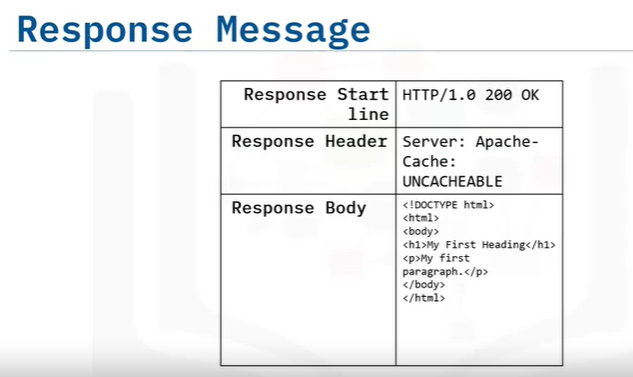 Response Message
Response Start line
HTTP/1.0 200 OK
Response Header
Server: Apache-
Cache:
UNCACHEABLE
Response Body
<!DOCTYPE html>
<html>
<body>
<h1>My First Heading</h1>
<p>My first
paragraph.</p>
</body>
</html>